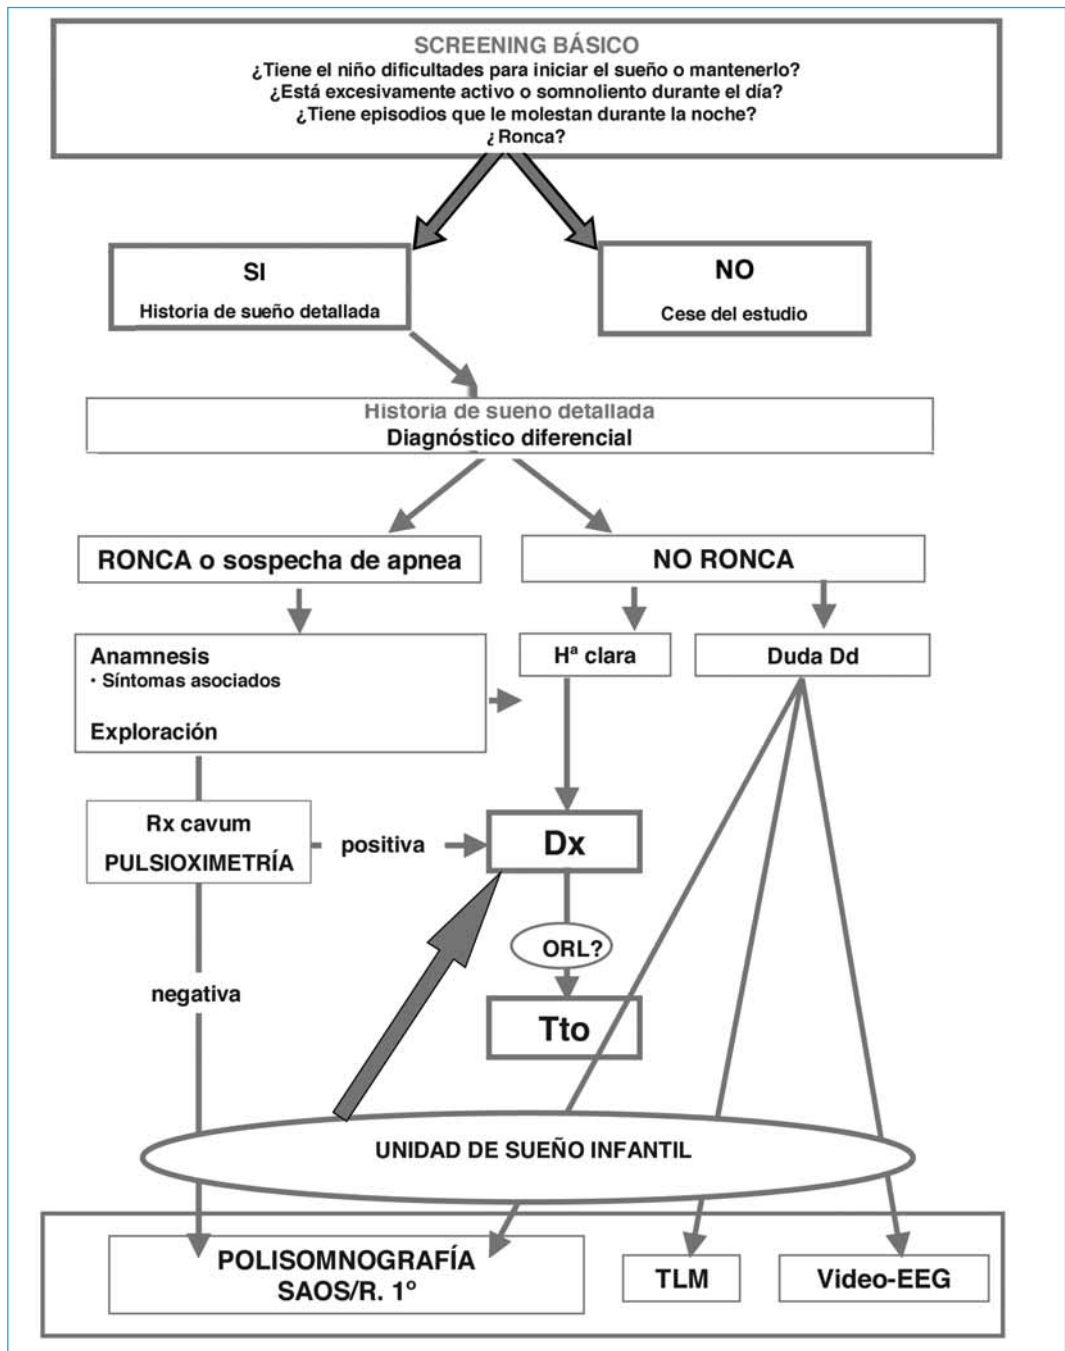 SCREENING BÁSICO
¿Tiene el niño dificultades para iniciar el sueño o mantenerlo?
¿Está excesivamente activo o somnoliento durante el día?
¿Tiene episodios que le molestan durante la noche?
¿Ronca?
SI
Historia de sueño detallada
NO
Cese del estudio
Historia de sueno detallada
Diagnóstico diferencial
RONCA o sospecha de apnea
NO RONCA
Anamnesis
· Síntomas asociados
Exploración
Hª clara
Duda Dd
Rx cavum
PULSIOXIMETRÍA
positiva
Dx
ORL?
negativa
Tto
UNIDAD DE SUEÑO INFANTIL
POLISOMNOGRAFÍA
SAOS/R. 1º
TLM
Video-EEG